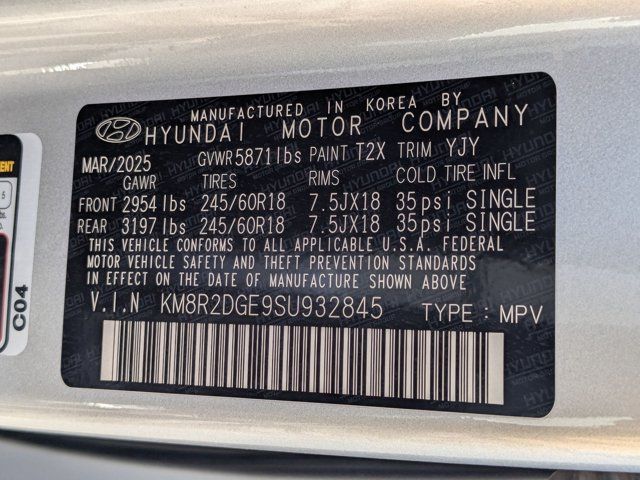 MANUFACTURED IN KOREA BY
HYUNDAI MOTOR COMPANY
MAR/2025 GVWR5871lbs PAINT T2X TRIM YJY
GAWR TIRES RIMS COLD TIRE INFL
FRONT 2954 lbs 245/60R18 7.5JX18 35psi SINGLE
REAR 3197 lbs 245/60R18 7.5JX18 35psi SINGLE
THIS VEHICLE CONFORMS TO ALL APPLICABLE U.S.A. FEDERAL
MOTOR VEHICLE SAFETY AND THEFT PREVENTION STANDARDS
IN EFFECT ON THE DATE OF MANUFACTURE SHOWN ABOVE.
V.I.N KM8R2DGE9SU932845 TYPE : MPV
C04